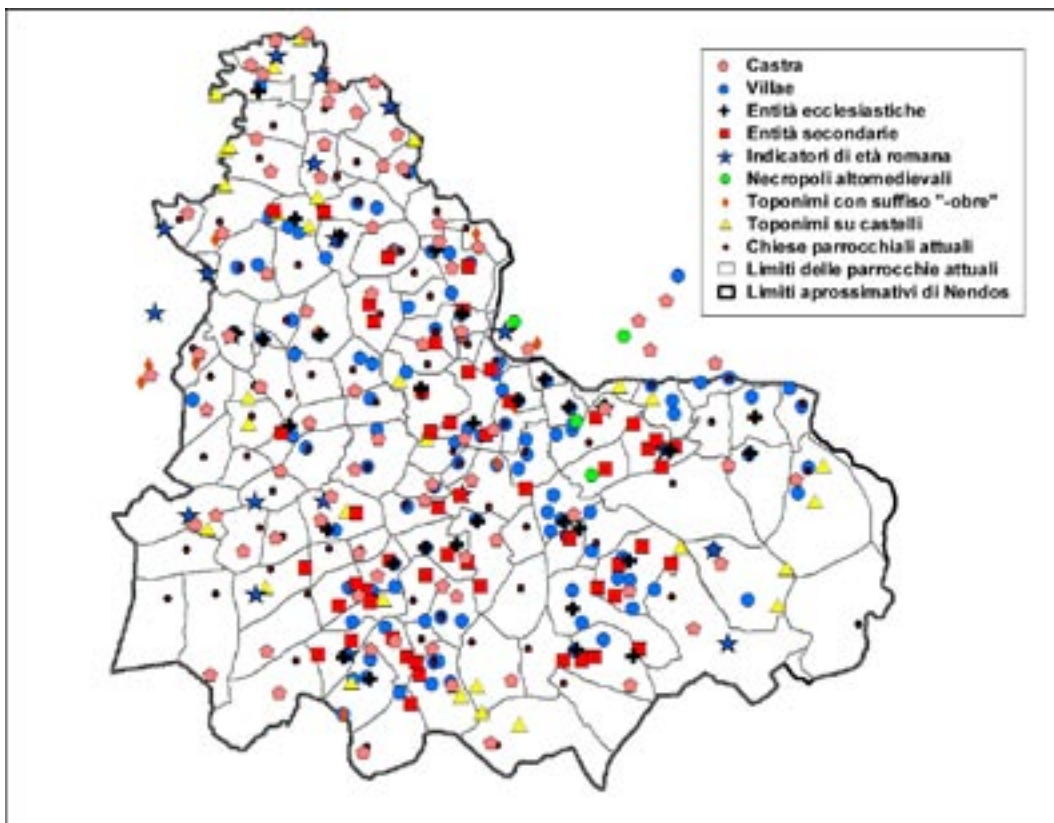 Castra
Villae
Entità ecclesiastiche
Entità secondarie
Indicatori di età romana
Necropoli altomedievali
Toponimi con suffiso "-obre"
Toponimi su castelli
Chiese parrocchiali attuali
Limiti delle parrocchie attuali
Limiti aprossimativi di Nendos